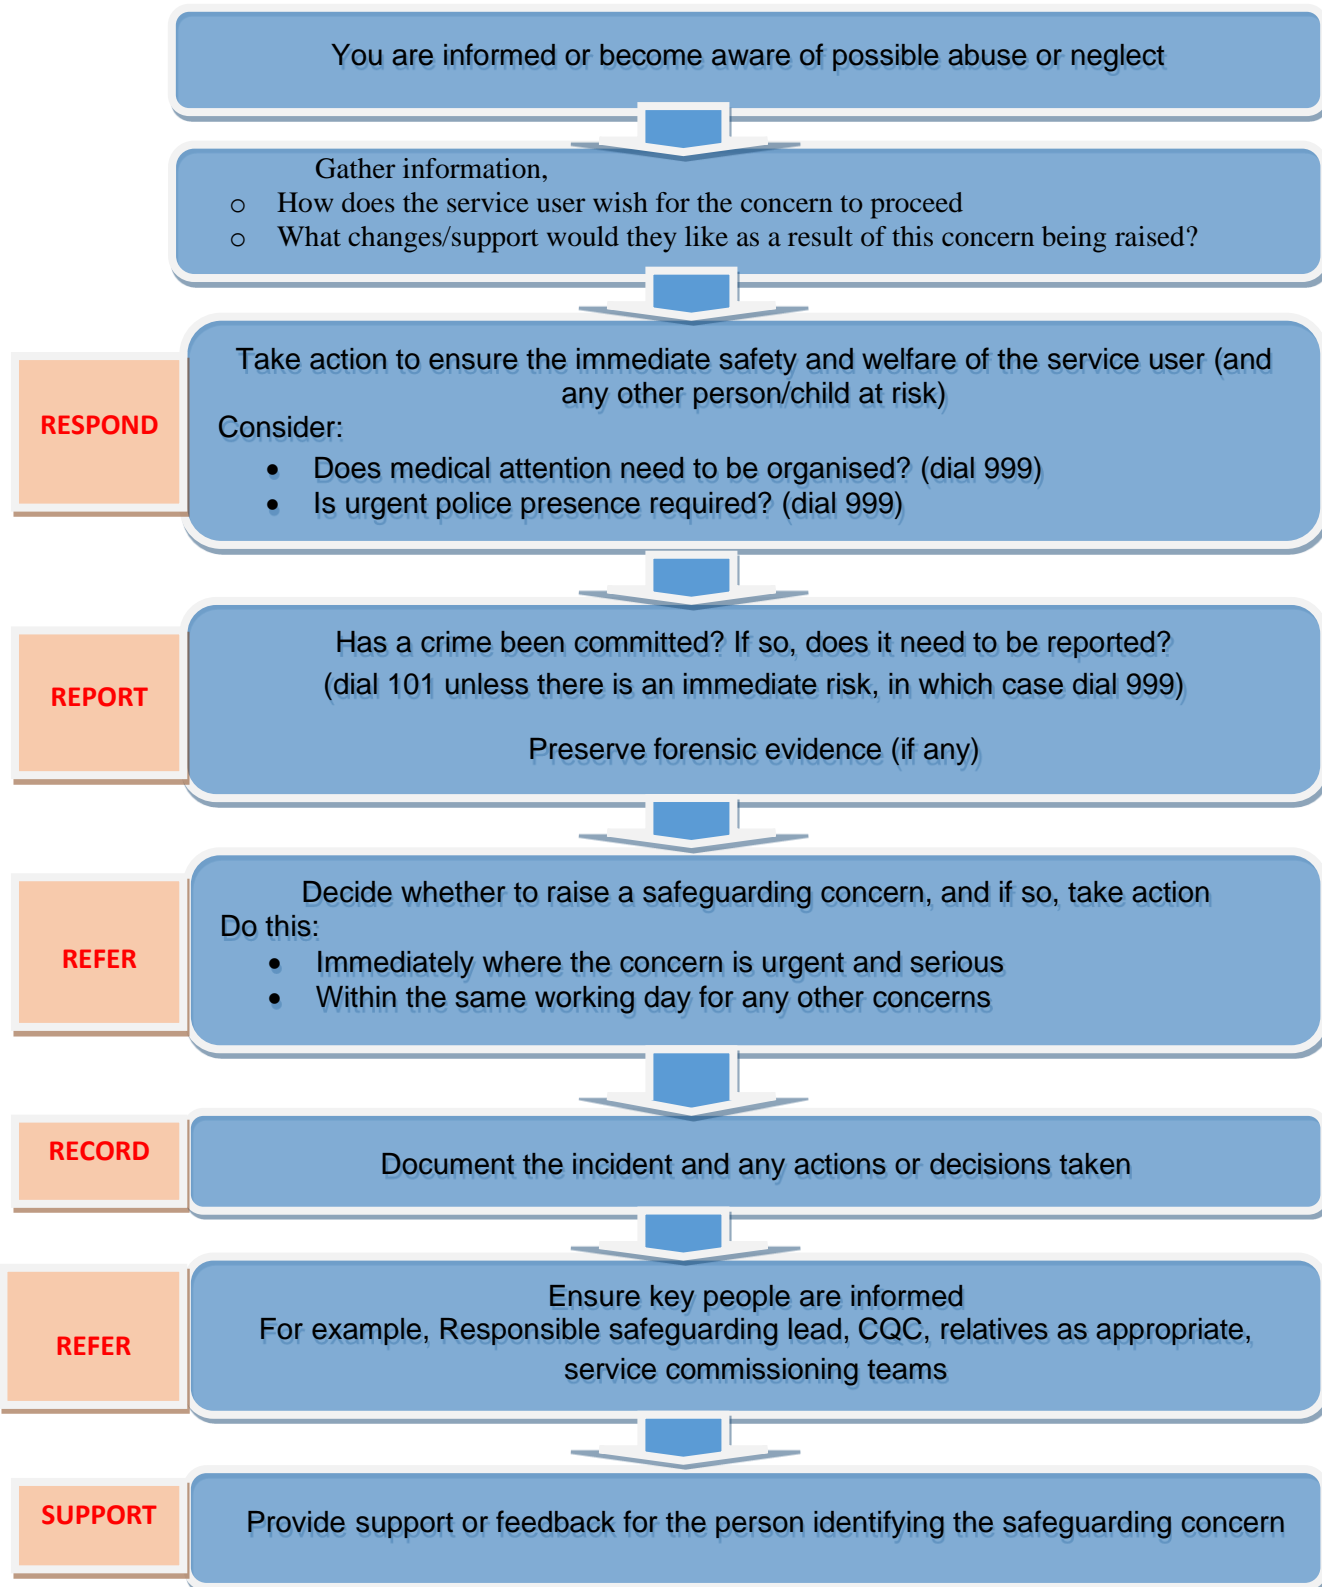 You are informed or become aware of possible abuse or neglect
Gather information,
o How does the service user wish for the concern to proceed
o What changes/support would they like as a result of this concern being raised?
RESPOND
Take action to ensure the immediate safety and welfare of the service user (and
any other person/child at risk)
Consider:
• Does medical attention need to be organised? (dial 999)
• Is urgent police presence required? (dial 999)
REPORT
Has a crime been committed? If so, does it need to be reported?
(dial 101 unless there is an immediate risk, in which case dial 999)
Preserve forensic evidence (if any)
REFER
Decide whether to raise a safeguarding concern, and if so, take action
Do this:
• Immediately where the concern is urgent and serious
• Within the same working day for any other concerns
RECORD
Document the incident and any actions or decisions taken
REFER
Ensure key people are informed
For example, Responsible safeguarding lead, CQC, relatives as appropriate,
service commissioning teams
SUPPORT
Provide support or feedback for the person identifying the safeguarding concern